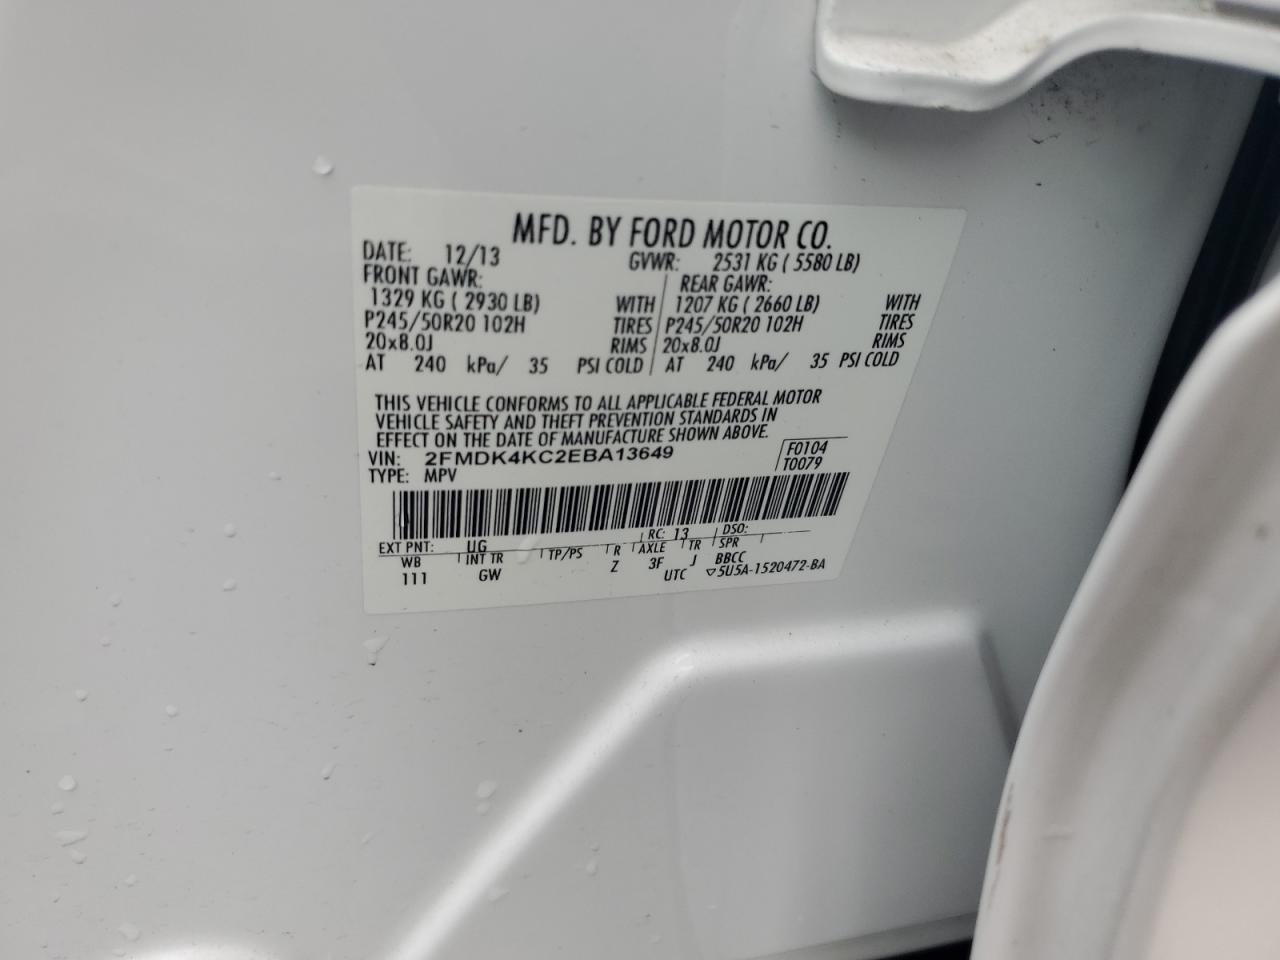 MFD. BY FORD MOTOR CO.
DATE: 12/13 GVWR: 2531 KG ( 5580 LB)
FRONT GAWR: REAR GAWR:
1329 KG ( 2930 LB) WITH 1207 KG ( 2660 LB) WITH
P245/50R20 102H TIRES P245/50R20 102H TIRES
20x8.0J RIMS 20x8.0J RIMS
AT 240 kPa/ 35 PSI COLD AT 240 kPa/ 35 PSI COLD
THIS VEHICLE CONFORMS TO ALL APPLICABLE FEDERAL MOTOR
VEHICLE SAFETY AND THEFT PREVENTION STANDARDS IN
EFFECT ON THE DATE OF MANUFACTURE SHOWN ABOVE.
VIN: 2FMDK4KC2EBA13649 F0104
TYPE: MPV T0079
EXT PNT: UG RC: 13 DSO:
WB INT TR TP/PS R AXLE TR SPR
111 GW Z 3F J BBCC
UTC ▽5U5A-1520472-BA